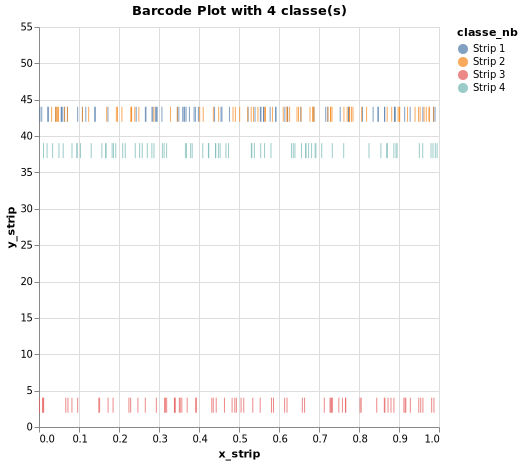 Barcode Plot with 4 classe(s)
classe_nb
Strip 1
Strip 2
Strip 3
Strip 4
y_strip
55
50
45
40
35
30
25
20
15
10
5
0
0.0 0.1 0.2 0.3 0.4 0.5 0.6 0.7 0.8 0.9 1.0
x_strip